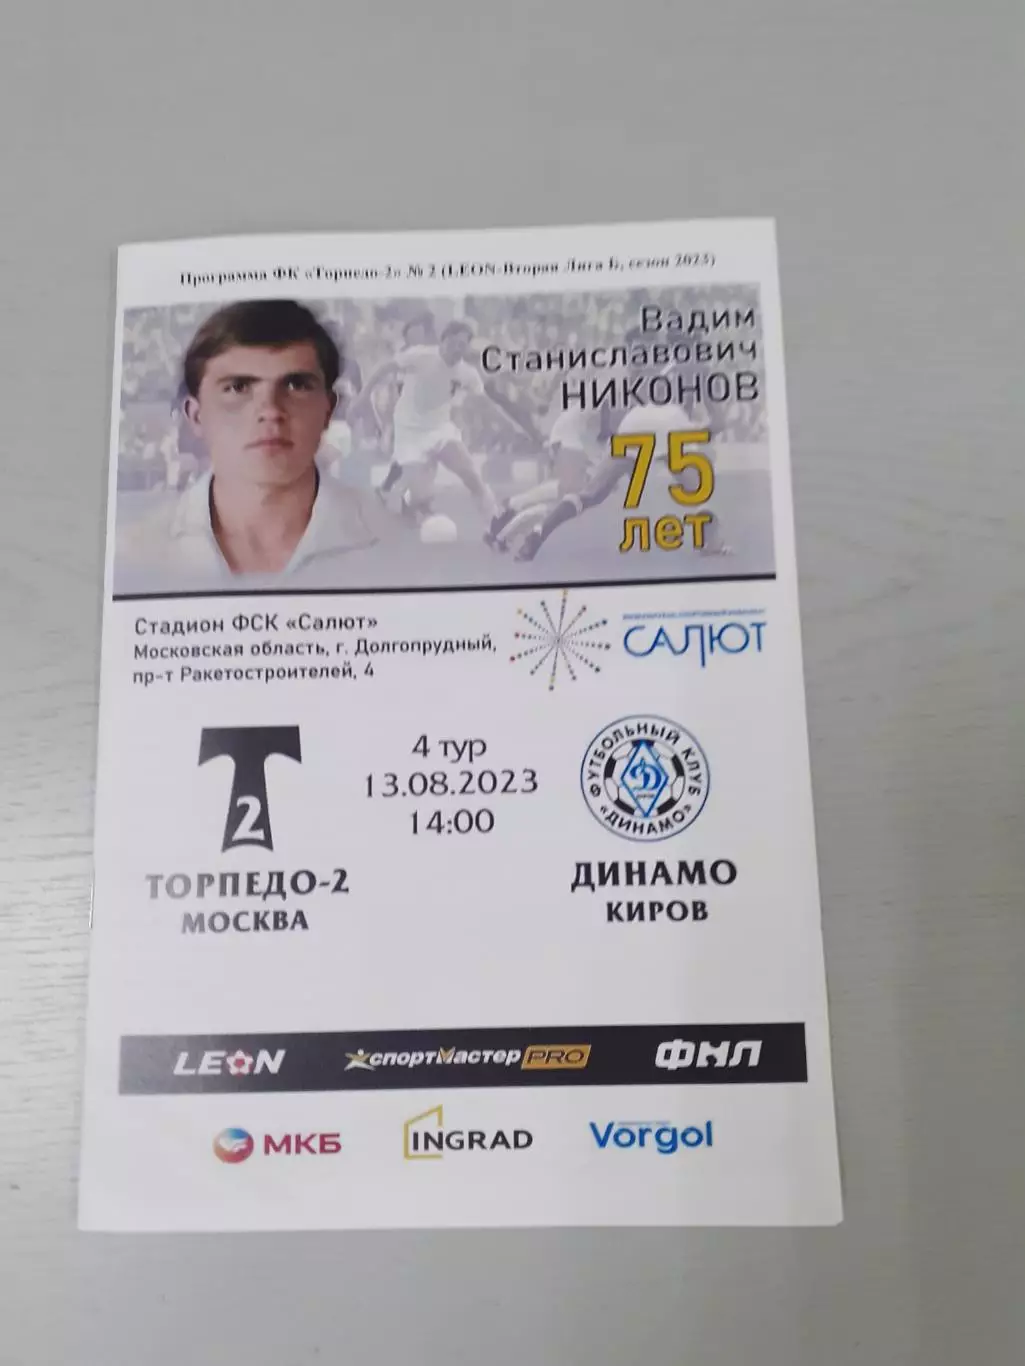 Программа ФК «Торпедо-2» № 2 (LEON-Вторая Лига Б, сезон 2023)
Вадим
Станиславович
НИКОНОВ
75
лет
Стадион ФСК «Салют»
Московская область, г. Долгопрудный,
пр-т Ракетостроителей, 4
САЛЮТ
2
4 тур
13.08.2023
14:00
ФУТБОЛЬНЫЙ КЛУБ
Д
«ДИНАМО»
ТОРПЕДО-2
МОСКВА
ДИНАМО
КИРОВ
LEON
СПОРТМАСТЕР PRO
ФНЛ
МКБ
INGRAD
Vorgol